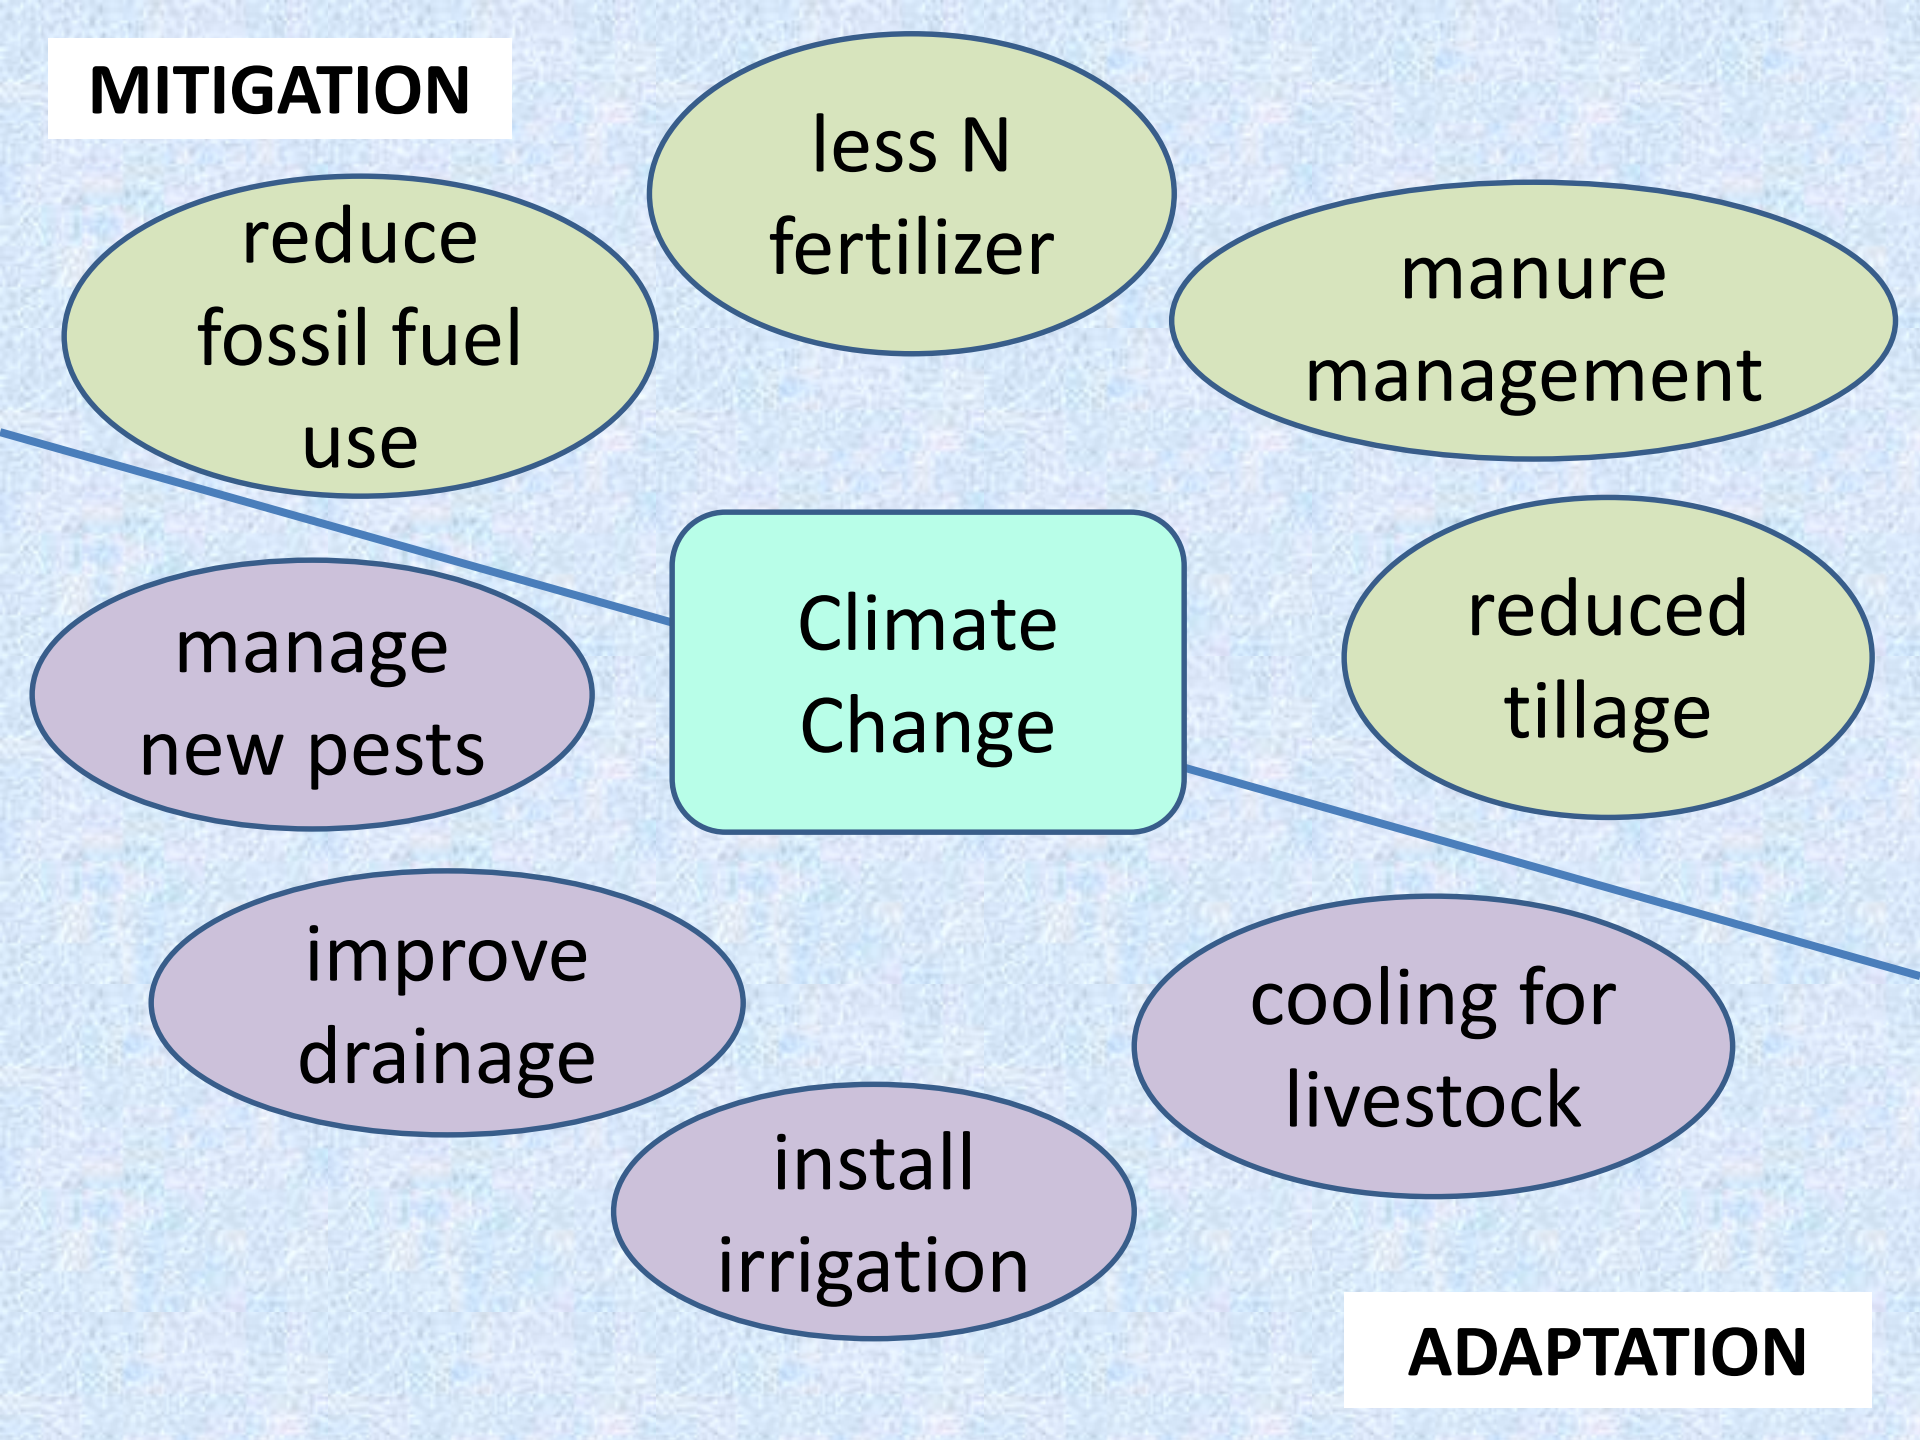 MITIGATION
less N
fertilizer
reduce
fossil fuel
use
manure
management
Climate
Change
reduced
tillage
manage
new pests
improve
drainage
cooling for
livestock
install
irrigation
ADAPTATION